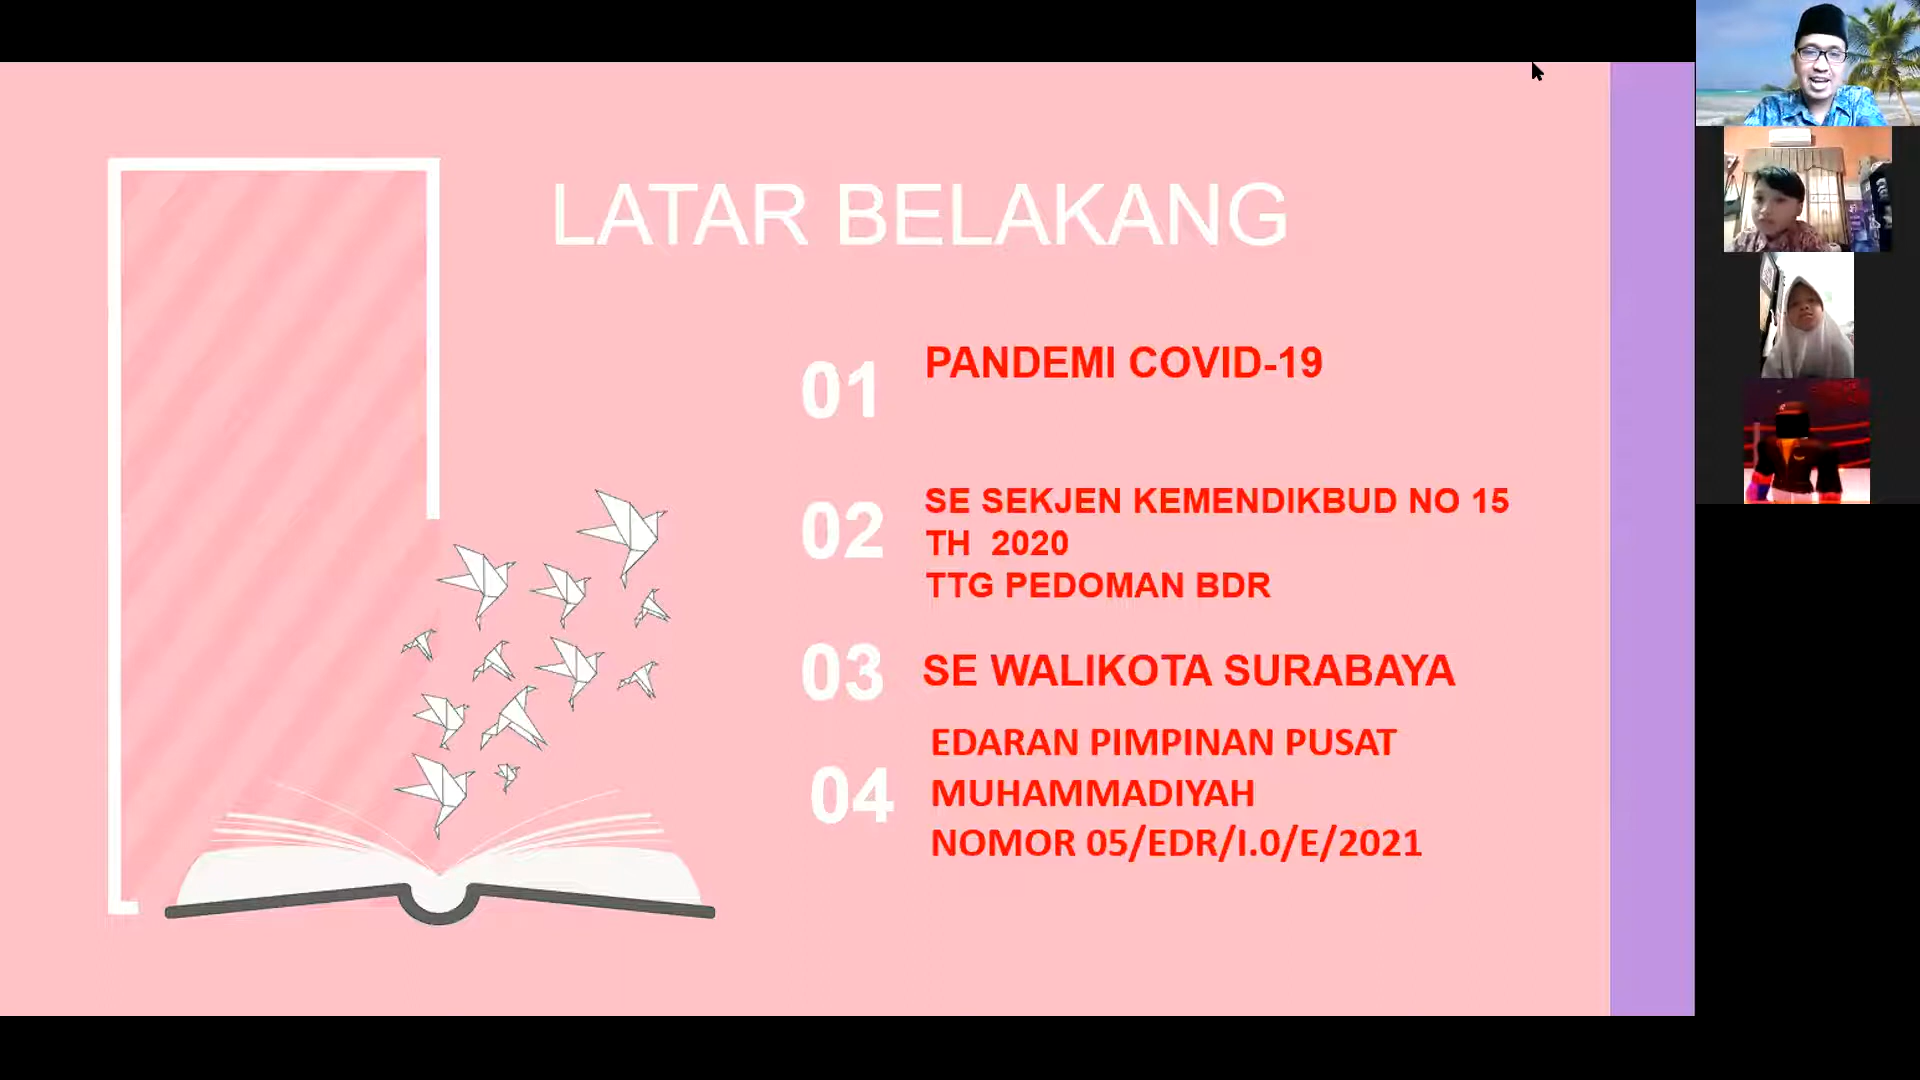 LATAR BELAKANG
01
PANDEMI COVID-19
02
SE SEKJEN KEMENDIKBUD NO 15
TH  2020
TTG PEDOMAN BDR
03
SE WALIKOTA SURABAYA
04
EDARAN PIMPINAN PUSAT
MUHAMMADIYAH
NOMOR 05/EDR/I.0/E/2021